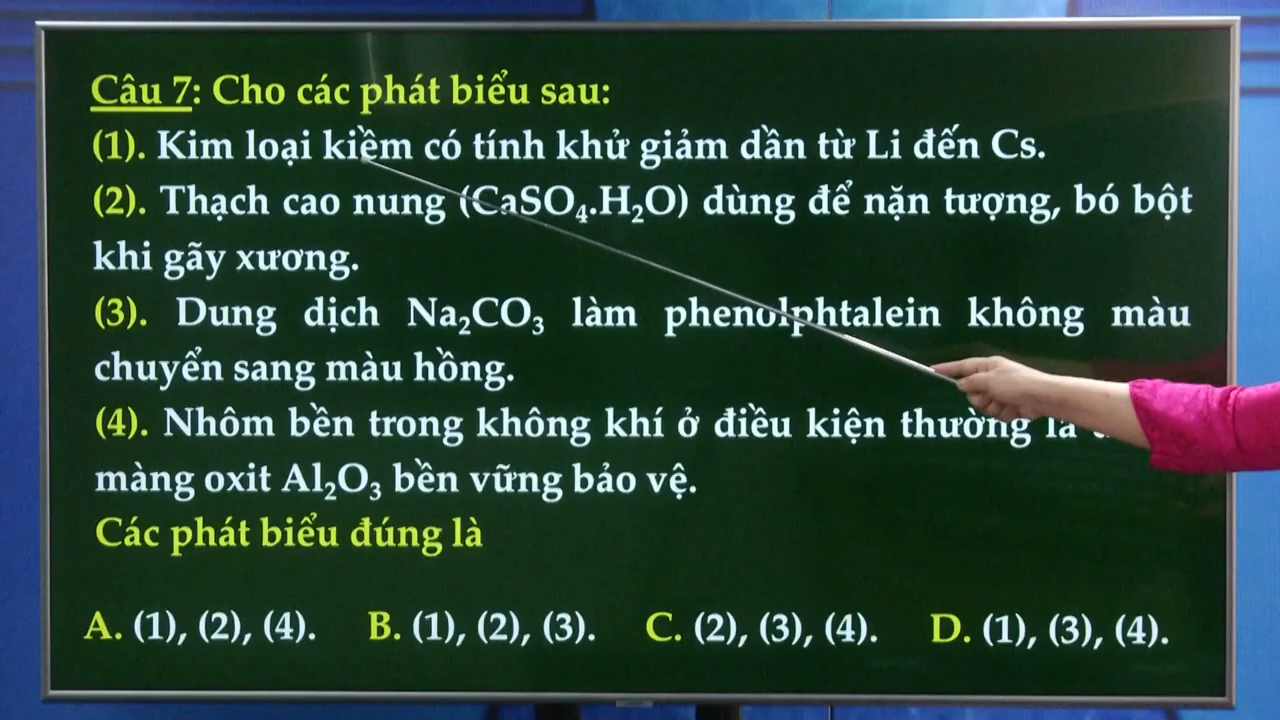 Câu 7: Cho các phát biểu sau:
(1). Kim loại kiềm có tính khử giảm dần từ Li đến Cs.
(2). Thạch cao nung (CaSO₄.H₂O) dùng để nặn tượng, bó bột
khi gãy xương.
(3). Dung dịch Na₂CO₃ làm phenolphtalein không màu
chuyển sang màu hồng.
(4). Nhôm bền trong không khí ở điều kiện thường là
màng oxit Al₂O₃ bền vững bảo vệ.
Các phát biểu đúng là
A. (1), (2), (4). B. (1), (2), (3). C. (2), (3), (4). D. (1), (3), (4).